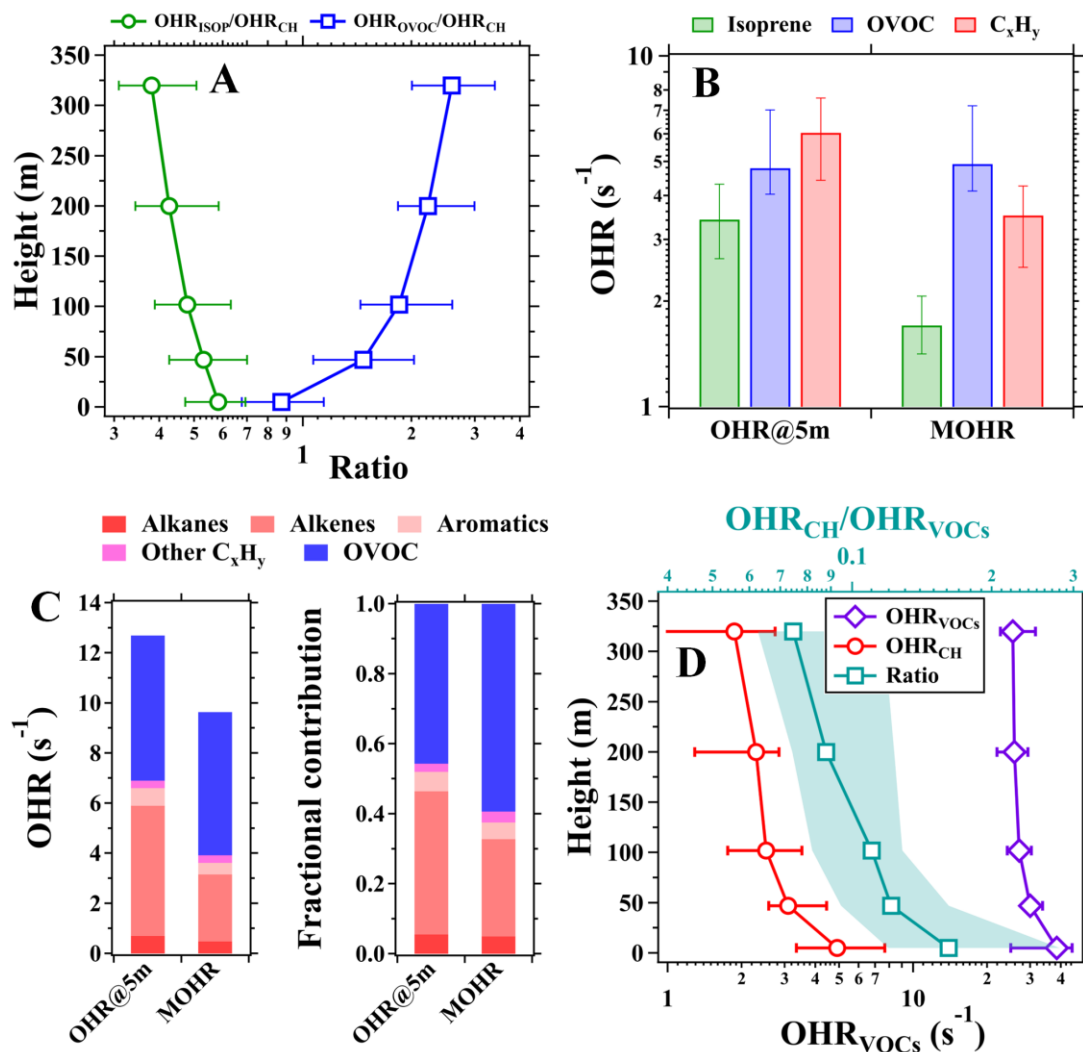 OHR_ISOP/OHR_CH OHR_OVOC/OHR_CH
A
Height (m)
350
300
250
200
150
100
50
0
3 4 5 6 7 8 9 1 2 3 4
Ratio
Isoprene OVOC C_xH_y
B
OHR (s^-1)
10
9
8
7
6
5
4
3
2
1
OHR@5m MOHR
Alkanes Alkenes Aromatics
Other C_xH_y OVOC
C
OHR (s^-1)
14
12
10
8
6
4
2
0
OHR@5m MOHR
Fractional contribution
1.0
0.8
0.6
0.4
0.2
0.0
OHR@5m MOHR
OHR_CH/OHR_VOCs
4 5 6 7 8 9 0.1 2 3
D
OHR_VOCs
OHR_CH
Ratio
Height (m)
350
300
250
200
150
100
50
0
1 2 3 4 5 6 7 10 2 3 4
OHR_VOCs (s^-1)